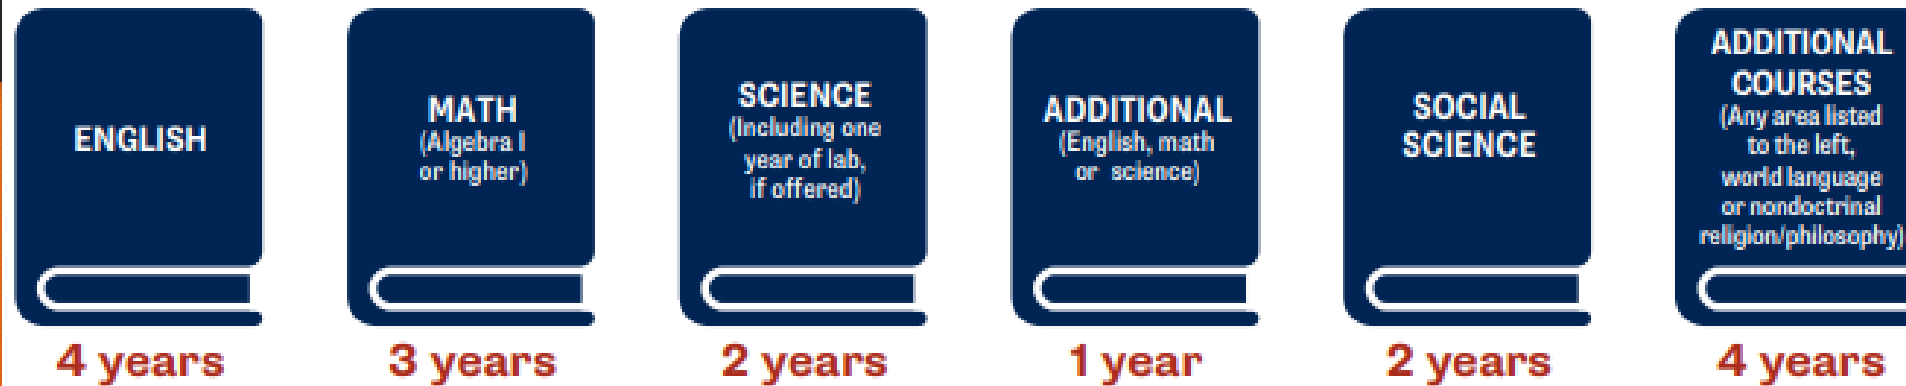 ENGLISH
4 years
MATH
(Algebra I
or higher)
3 years
SCIENCE
(Including one
year of lab,
if offered)
2 years
ADDITIONAL
(English, math
or science)
1 year
SOCIAL
SCIENCE
2 years
ADDITIONAL
COURSES
(Any area listed
to the left,
world language
or nondoctrinal
religion/philosophy)
4 years